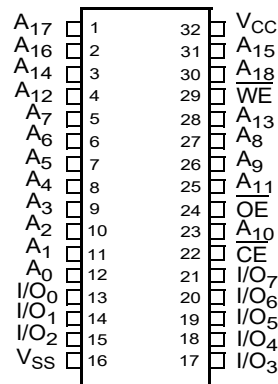 A17 1 32 VCC
A16 2 31 A15
A14 3 30 A18
A12 4 29 WE
A7 5 28 A13
A6 6 27 A8
A5 7 26 A9
A4 8 25 A11
A3 9 24 OE
A2 10 23 A10
A1 11 22 CE
A0 12 21 I/O7
I/O0 13 20 I/O6
I/O1 14 19 I/O5
I/O2 15 18 I/O4
VSS 16 17 I/O3